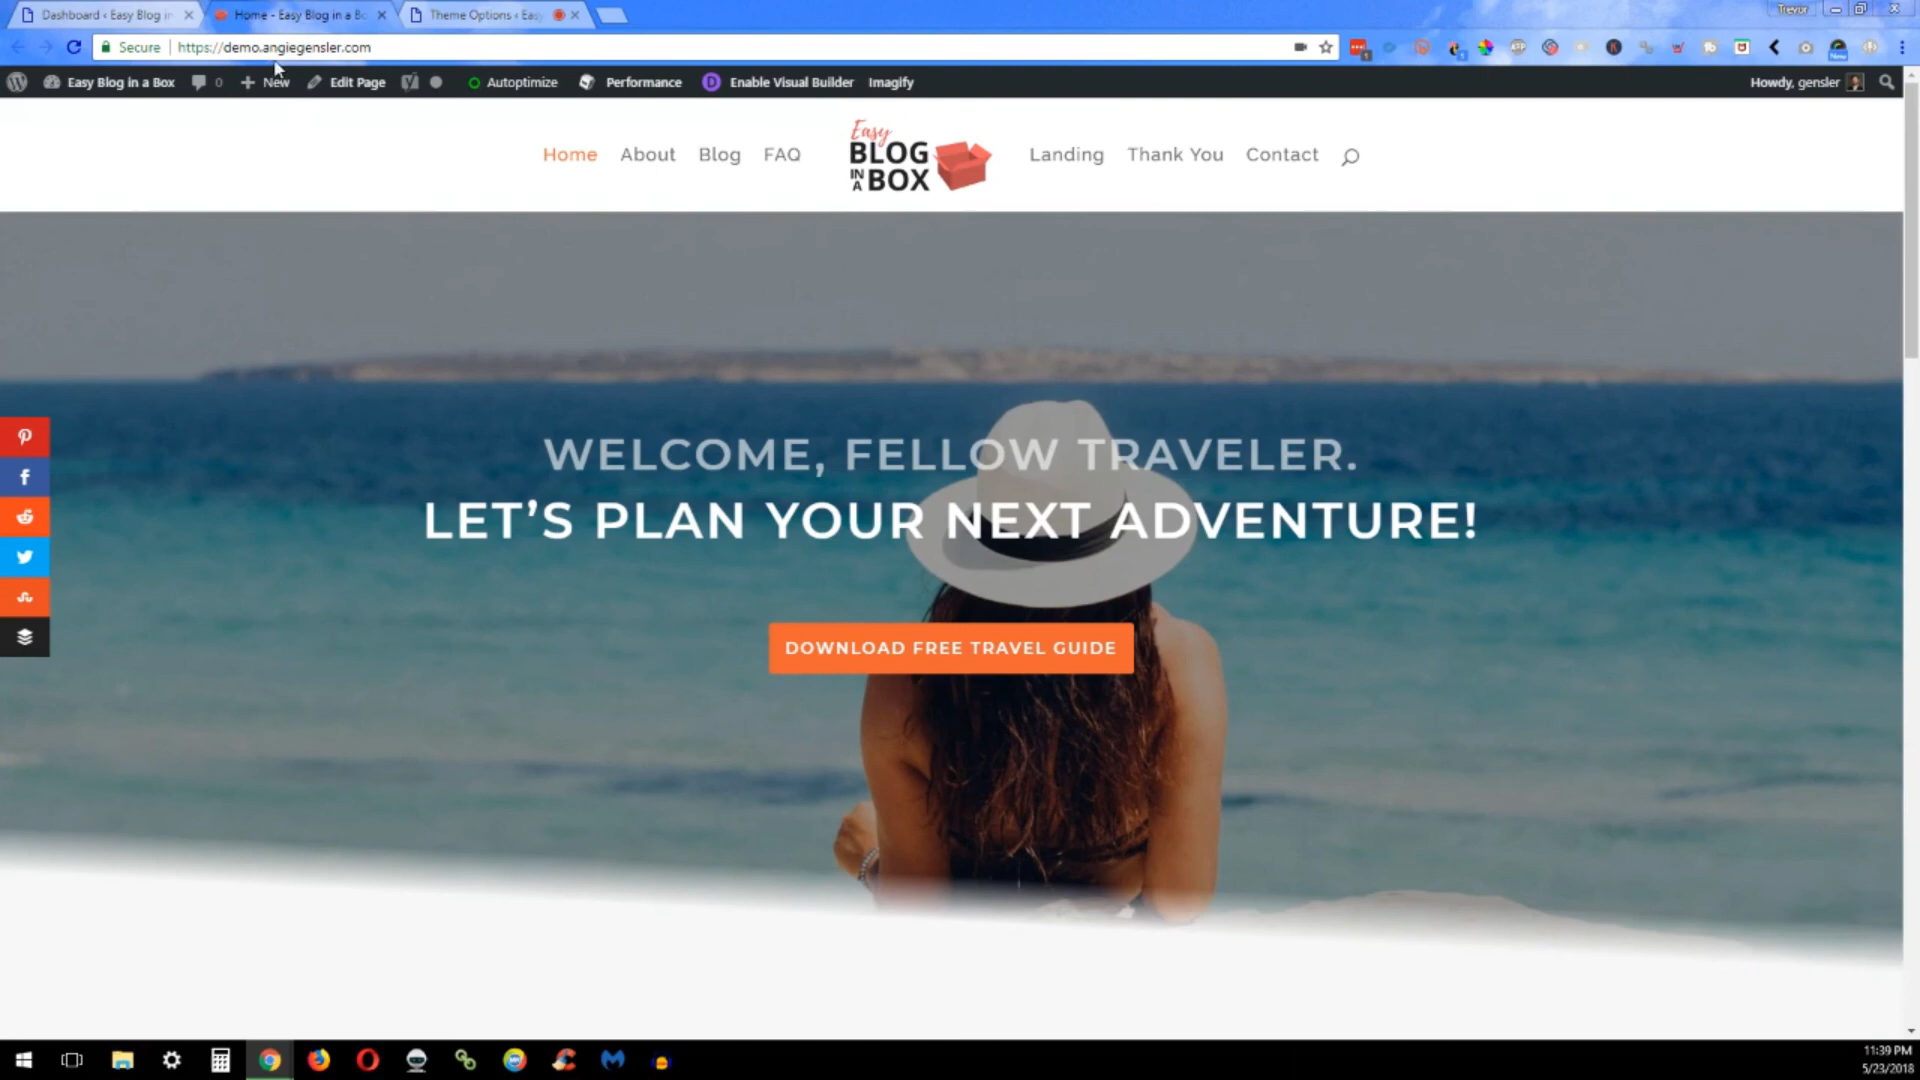 Dashboard ‹ Easy Blog in
Home - Easy Blog in a Bo
Theme Options ‹ Easy
Trevor
Secure
https://demo.angiegensler.com
Easy Blog in a Box
0
New
Edit Page
Autoptimize
Performance
Enable Visual Builder
Imagify
Howdy, gensler
Home
About
Blog
FAQ
Easy
BLOG
IN A BOX
Landing
Thank You
Contact
WELCOME, FELLOW TRAVELER.
LET'S PLAN YOUR NEXT ADVENTURE!
DOWNLOAD FREE TRAVEL GUIDE
11:39 PM
5/23/2018